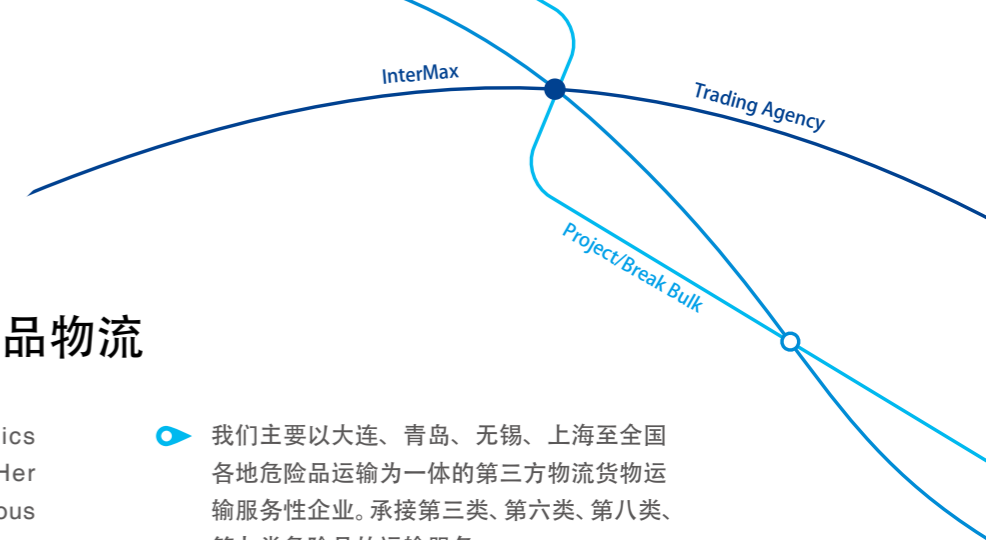 InterMax
Trading Agency
Project/Break Bulk
品物流
ics
Her
ous
我们主要以大连、青岛、无锡、上海至全国
各地危险品运输为一体的第三方物流货物运
输服务性企业。承接第三类、第六类、第八类、